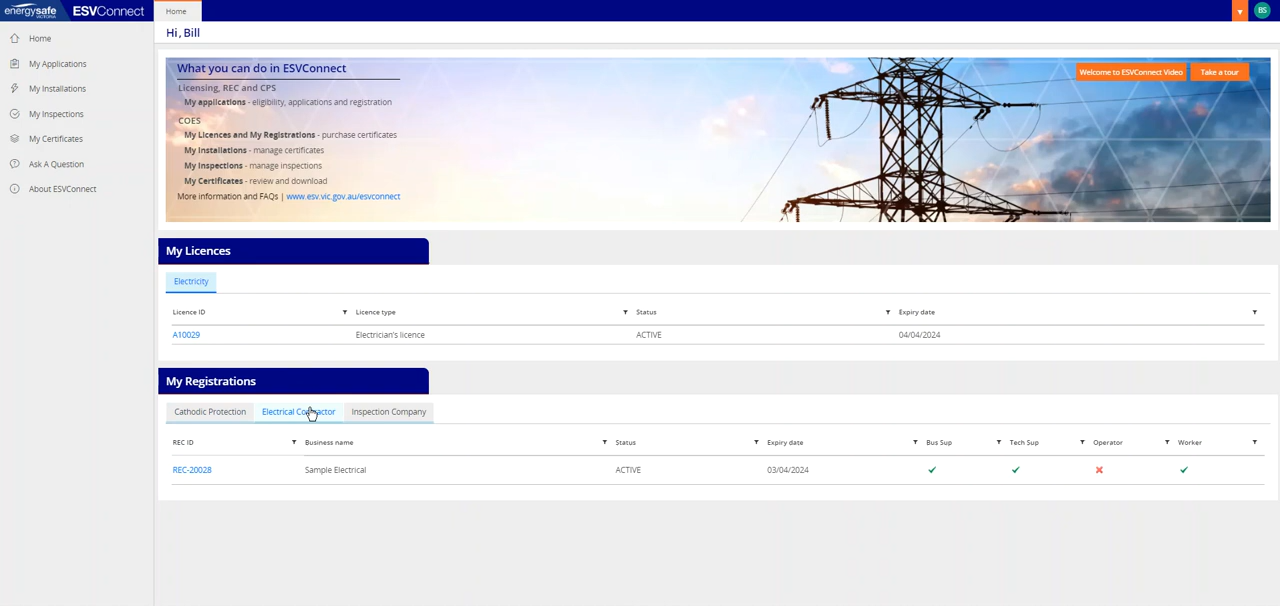 energysafe VICTORIA ESVConnect Home BS
Home
My Applications
My Installations
My Inspections
My Certificates
Ask A Question
About ESVConnect
Hi, Bill
What you can do in ESVConnect
Welcome to ESVConnect Video Take a tour
Licensing, REC and CPS
My applications - eligibility, applications and registration
COES
My Licences and My Registrations - purchase certificates
My Installations - manage certificates
My Inspections - manage inspections
My Certificates - review and download
More information and FAQs | www.esv.vic.gov.au/esvconnect
My Licences
Electricity
Licence ID Licence type Status Expiry date
A10029 Electrician's licence ACTIVE 04/04/2024
My Registrations
Cathodic Protection Electrical Contractor Inspection Company
REC ID Business name Status Expiry date Bus Sup Tech Sup Operator Worker
REC-20028 Sample Electrical ACTIVE 03/04/2024